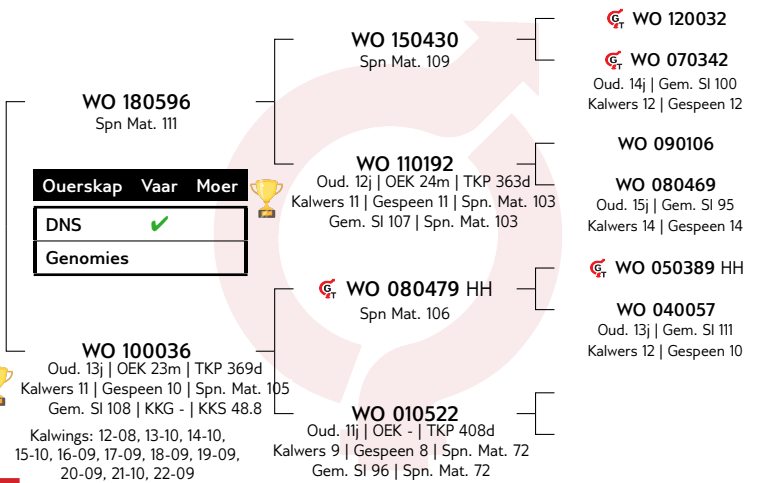 WO 180596
Spn Mat. 111
Ouerskap Vaar Moer
DNS ✔
Genomies
WO 100036
Oud. 13j | OEK 23m | TKP 369d
Kalwers 11 | Gespeen 10 | Spn. Mat. 105
Gem. SI 108 | KKG - | KKS 48.8
Kalwings: 12-08, 13-10, 14-10,
15-10, 16-09, 17-09, 18-09, 19-09,
20-09, 21-10, 22-09
WO 150430
Spn Mat. 109
WO 110192
Oud. 12j | OEK 24m | TKP 363d
Kalwers 11 | Gespeen 11 | Spn. Mat. 103
Gem. SI 107 | Spn. Mat. 103
GT WO 080479 HH
Spn Mat. 106
WO 010522
Oud. 11j | OEK - | TKP 408d
Kalwers 9 | Gespeen 8 | Spn. Mat. 72
Gem. SI 96 | Spn. Mat. 72
GT WO 120032
GT WO 070342
Oud. 14j | Gem. SI 100
Kalwers 12 | Gespeen 12
WO 090106
WO 080469
Oud. 15j | Gem. SI 95
Kalwers 14 | Gespeen 14
GT WO 050389 HH
WO 040057
Oud. 13j | Gem. SI 111
Kalwers 12 | Gespeen 10